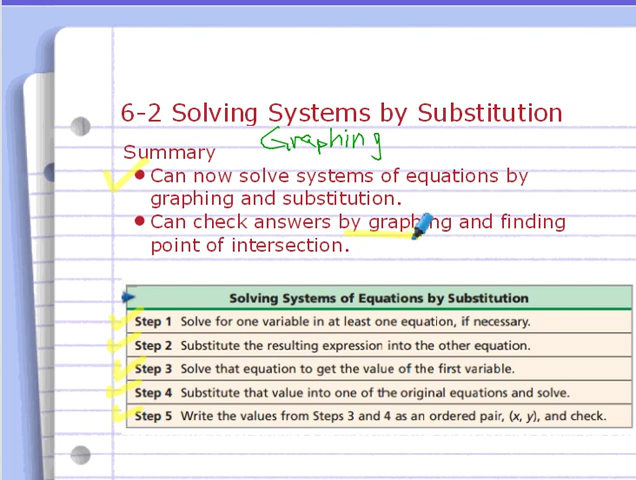 6-2 Solving Systems by Substitution
Graphing
Summary
• Can now solve systems of equations by
graphing and substitution.
• Can check answers by graphing and finding
point of intersection.
Solving Systems of Equations by Substitution
Step 1 Solve for one variable in at least one equation, if necessary.
Step 2 Substitute the resulting expression into the other equation.
Step 3 Solve that equation to get the value of the first variable.
Step 4 Substitute that value into one of the original equations and solve.
Step 5 Write the values from Steps 3 and 4 as an ordered pair, (x, y), and check.